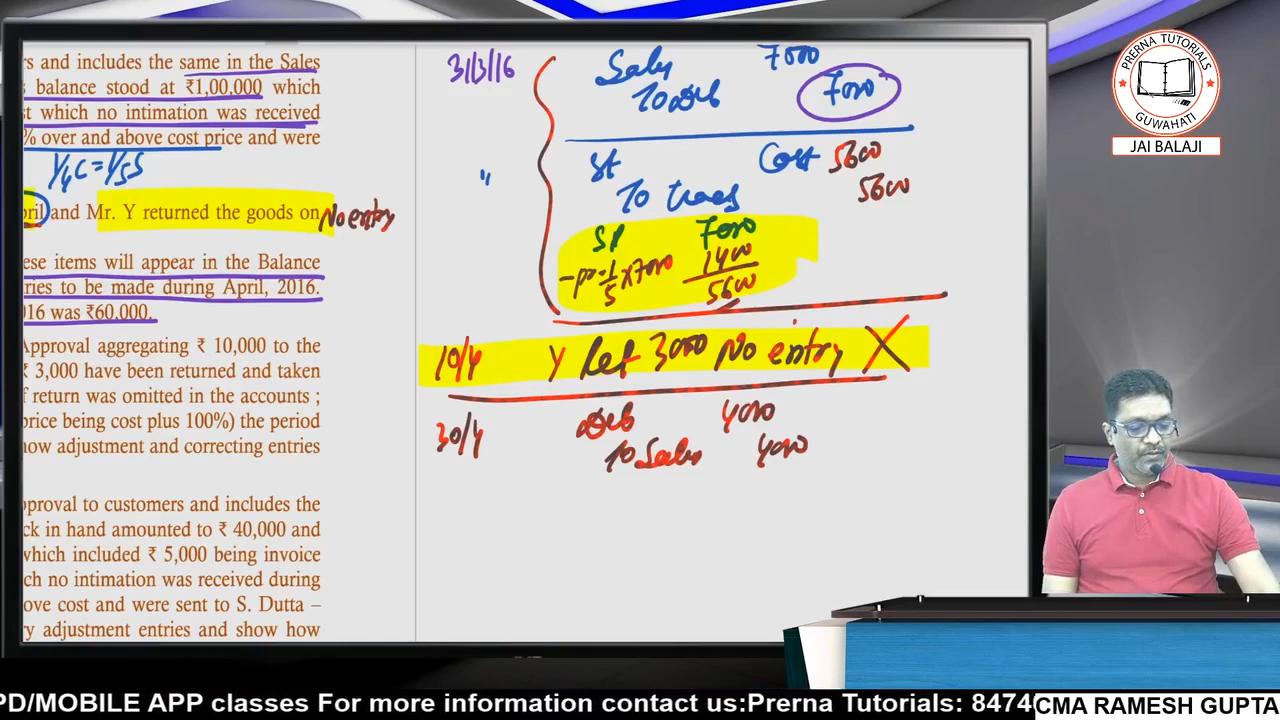 rs and includes the same in the Sales
s balance stood at ₹1,00,000 which
t which no intimation was received
% over and above cost price and were
1/4 C = 1/5 S
pril and Mr. Y returned the goods on No entry
ese items will appear in the Balance
ries to be made during April, 2016.
016 was ₹60,000.
Approval aggregating ₹ 10,000 to the
₹ 3,000 have been returned and taken
f return was omitted in the accounts ;
price being cost plus 100%) the period
how adjustment and correcting entries
pproval to customers and includes the
ck in hand amounted to ₹ 40,000 and
which included ₹ 5,000 being invoice
ch no intimation was received during
ove cost and were sent to S. Dutta –
ry adjustment entries and show how
31/3/16 Sales 7000
To Deb 7000
" St Cost 5600
To 5600
SP 7000
-pr - 1/5 x 7000 1400
5600
10/4 Y Ret 3000 No entry X
30/4 Deb 4000
To Sales 4000
PRERNA TUTORIALS
GUWAHATI
JAI BALAJI
PD/MOBILE APP classes For more information contact us:Prerna Tutorials: 8474
CMA RAMESH GUPTA